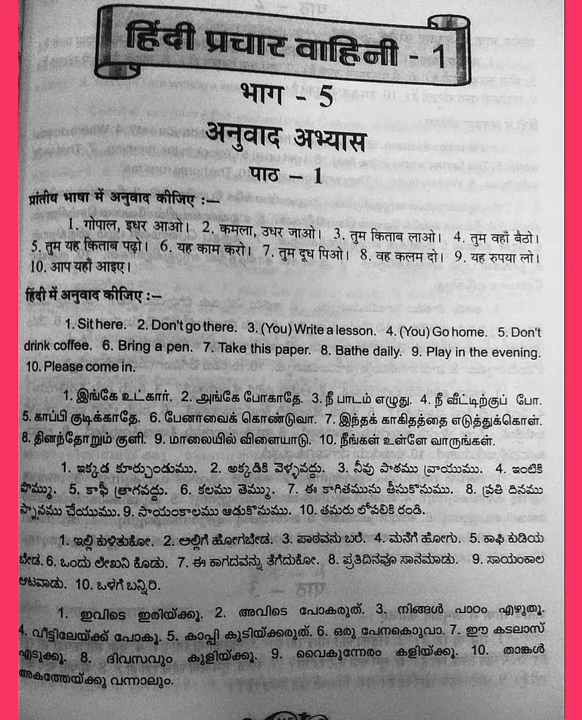 हिंदी प्रचार वाहिनी - 1
भाग - 5
अनुवाद अभ्यास
पाठ - 1
प्रांतीय भाषा में अनुवाद कीजिए :—
1. गोपाल, इधर आओ। 2. कमला, उधर जाओ। 3. तुम किताब लाओ। 4. तुम वहाँ बैठो।
5. तुम यह किताब पढ़ो। 6. यह काम करो। 7. तुम दूध पिओ। 8. वह कलम दो। 9. यह रुपया लो।
10. आप यहाँ आइए।
हिंदी में अनुवाद कीजिए :—
1. Sit here. 2. Don't go there. 3. (You) Write a lesson. 4. (You) Go home. 5. Don't
drink coffee. 6. Bring a pen. 7. Take this paper. 8. Bathe daily. 9. Play in the evening.
10. Please come in.
1. இங்கே உட்கார். 2. அங்கே போகாதே. 3. நீ பாடம் எழுது. 4. நீ வீட்டிற்குப் போ.
5. காப்பி குடிக்காதே. 6. பேனாவைக் கொண்டுவா. 7. இந்தக் காகிதத்தை எடுத்துக்கொள்.
8. தினந்தோறும் குளி. 9. மாலையில் விளையாடு. 10. நீங்கள் உள்ளே வாருங்கள்.
1. ఇక్కడ కూర్చుండుము. 2. అక్కడికి వెళ్ళవద్దు. 3. నీవు పాఠము వ్రాయుము. 4. ఇంటికి
పొమ్ము. 5. కాఫీ త్రాగవద్దు. 6. కలము తెమ్ము. 7. ఈ కాగితమును తీసుకొనుము. 8. ప్రతి దినము
స్నానము చేయుము. 9. సాయంకాలము ఆడుకొనుము. 10. తమరు లోపలికి రండి.
1. ಇಲ್ಲಿ ಕುಳಿತುಕೋ. 2. ಅಲ್ಲಿಗೆ ಹೋಗಬೇಡ. 3. ಪಾಠವನು ಬರೆ. 4. ಮನೆಗೆ ಹೋಗು. 5. ಕಾಫಿ ಕುಡಿಯ
ಬೇಡ. 6. ಒಂದು ಲೇಖನಿ ಕೊಡು. 7. ಈ ಕಾಗದವನ್ನು ತೆಗೆದುಕೋ. 8. ಪ್ರತಿದಿನವೂ ಸಾನಮಾಡು. 9. ಸಾಯಂಕಾಲ
ಆಟವಾಡು. 10. ಒಳಗೆ ಬನ್ನಿರಿ.
1. ഇവിടെ ഇരിയ്ക്കൂ. 2. അവിടെ പോകരുത്. 3. നിങ്ങൾ പാഠം എഴുതൂ.
4. വീട്ടിലേയ്ക്ക് പോകൂ. 5. കാപ്പി കുടിയ്ക്കരുത്. 6. ഒരു പേനകൊുവാ. 7. ഈ കടലാസ്
എടുക്കൂ. 8. ദിവസവും കുളിയ്ക്കൂ. 9. വൈകുന്നേരം കളിയ്ക്കൂ. 10. താങ്കൾ
അകത്തേയ്ക്കു വന്നാലും.